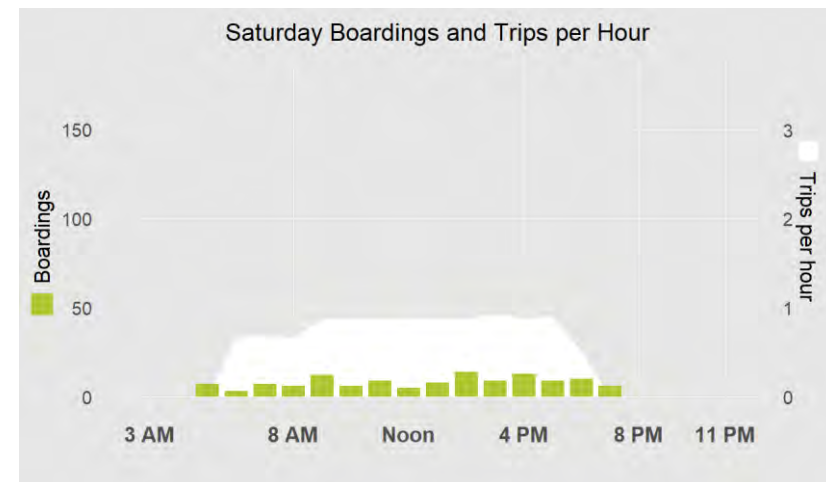 Saturday Boardings and Trips per Hour
150
100
50
0
Boardings
3
2
1
0
Trips per hour
3 AM 8 AM Noon 4 PM 8 PM 11 PM